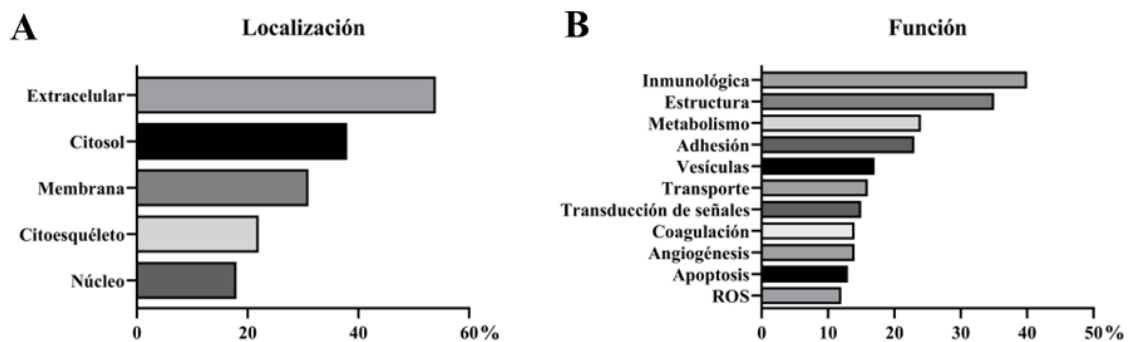 A
Localización
Extracelular
Citosol
Membrana
Citoesquéleto
Núcleo
0 20 40 60 %
B
Función
Inmunológica
Estructura
Metabolismo
Adhesión
Vesículas
Transporte
Transducción de señales
Coagulación
Angiogénesis
Apoptosis
ROS
0 10 20 30 40 50 %